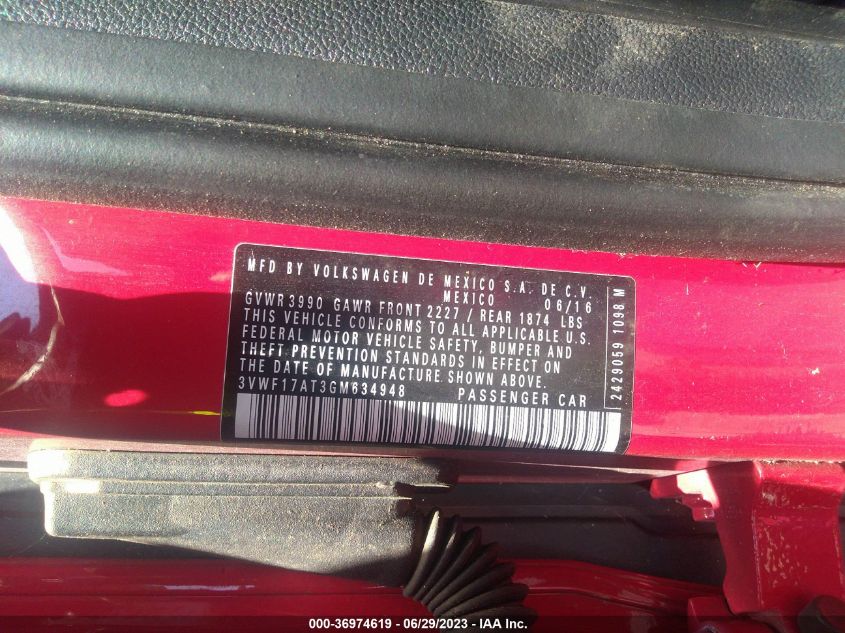 MFD BY VOLKSWAGEN DE MEXICO S.A. DE C.V.
MEXICO 06/16
GVWR 3990 GAWR FRONT 2227 / REAR 1874 LBS
THIS VEHICLE CONFORMS TO ALL APPLICABLE U.S.
FEDERAL MOTOR VEHICLE SAFETY, BUMPER AND
THEFT PREVENTION STANDARDS IN EFFECT ON
THE DATE OF MANUFACTURE SHOWN ABOVE.
3VWF17AT3GM634948 PASSENGER CAR
2429059 1098 M
000-36974619 - 06/29/2023 - IAA Inc.